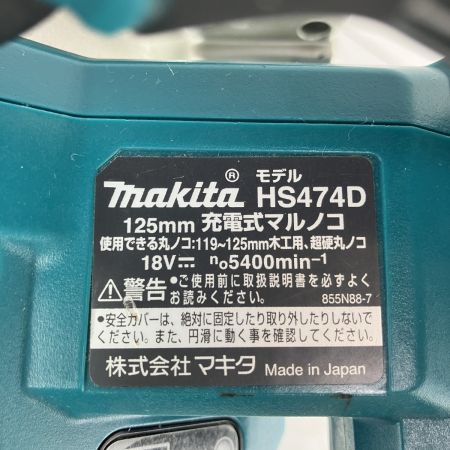 makita® モデル HS474D
125mm 充電式マルノコ
使用できる丸ノコ:119~125mm木工用、超硬丸ノコ
18V⎓ n₀5400min⁻¹
⚠警告 ●ご使用前に取扱説明書を必ずよく
お読みください。 855N88-7
●安全カバーは、絶対に固定したり取り外したりしないで
ください。また、円滑に動く事を確認してください。
株式会社 マキタ Made in Japan